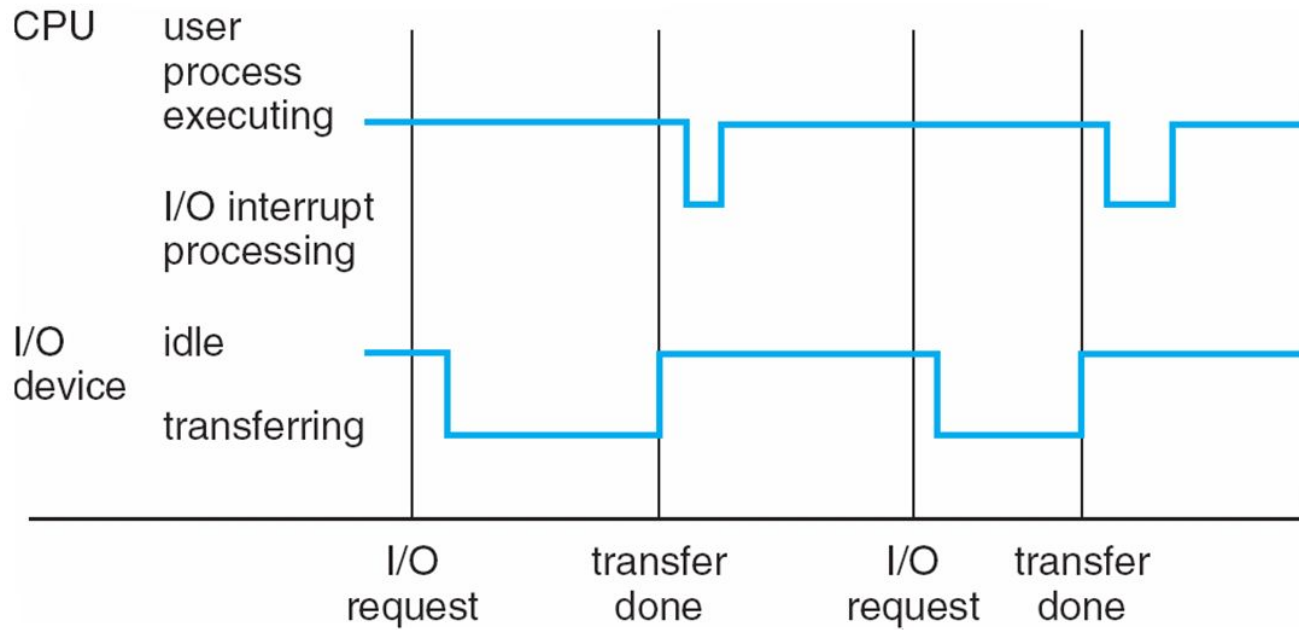 CPU
user
process
executing
I/O interrupt
processing
I/O
device
idle
transferring
I/O
request
transfer
done
I/O
request
transfer
done